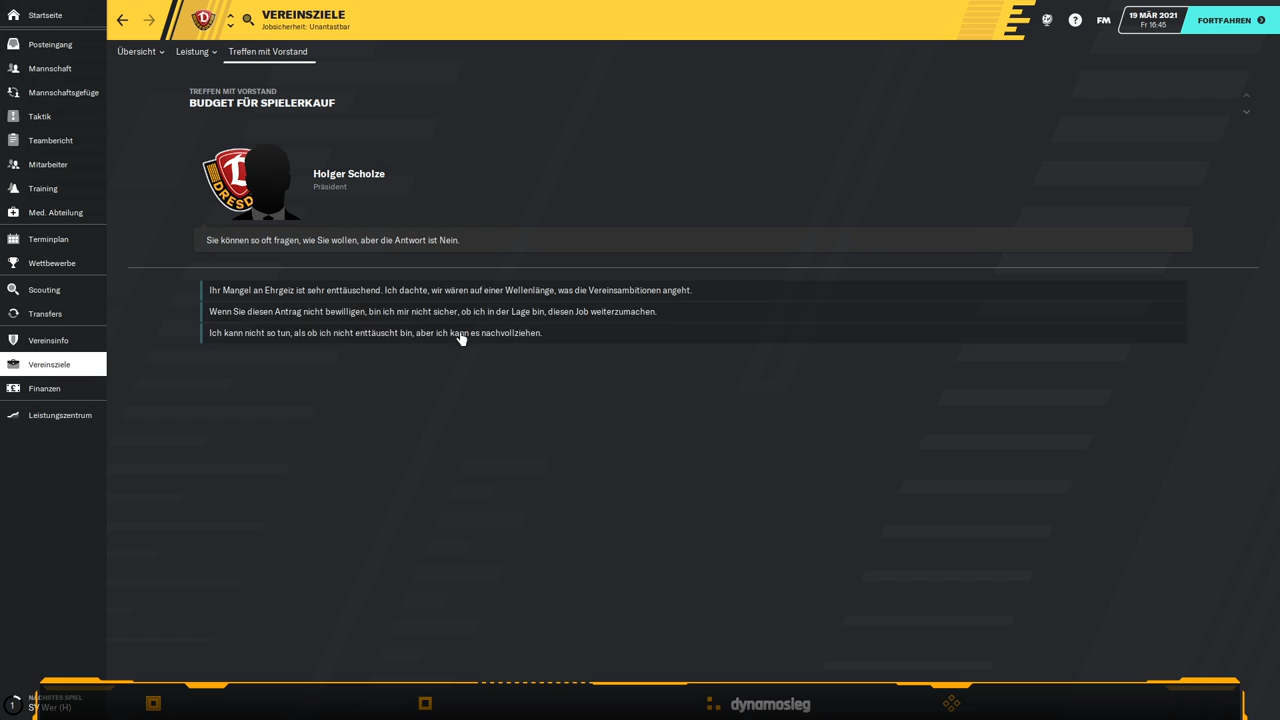 Startseite
Posteingang
Mannschaft
Mannschaftsgefüge
Taktik
Teambericht
Mitarbeiter
Training
Med. Abteilung
Terminplan
Wettbewerbe
Scouting
Transfers
Vereinsinfo
Vereinsziele
Finanzen
Leistungszentrum
VEREINSZIELE
Jobsicherheit: Unantastbar
FM
19 MÄR 2021
Fr 16:45
FORTFAHREN
Übersicht
Leistung
Treffen mit Vorstand
TREFFEN MIT VORSTAND
BUDGET FÜR SPIELERKAUF
D
DRESD
Holger Scholze
Präsident
Sie können so oft fragen, wie Sie wollen, aber die Antwort ist Nein.
Ihr Mangel an Ehrgeiz ist sehr enttäuschend. Ich dachte, wir wären auf einer Wellenlänge, was die Vereinsambitionen angeht.
Wenn Sie diesen Antrag nicht bewilligen, bin ich mir nicht sicher, ob ich in der Lage bin, diesen Job weiterzumachen.
Ich kann nicht so tun, als ob ich nicht enttäuscht bin, aber ich kann es nachvollziehen.
1
NÄCHSTES SPIEL
SV Wer (H)
dynamosleg